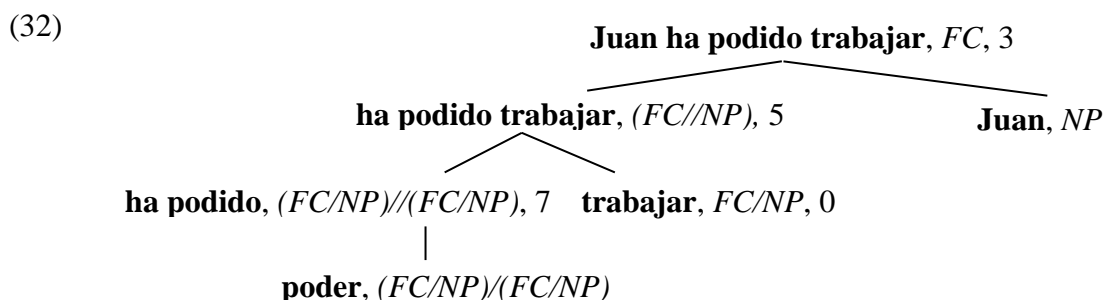 (32)
Juan ha podido trabajar, FC, 3
ha podido trabajar, (FC//NP), 5 Juan, NP
ha podido, (FC/NP)//(FC/NP), 7 trabajar, FC/NP, 0
poder, (FC/NP)/(FC/NP)